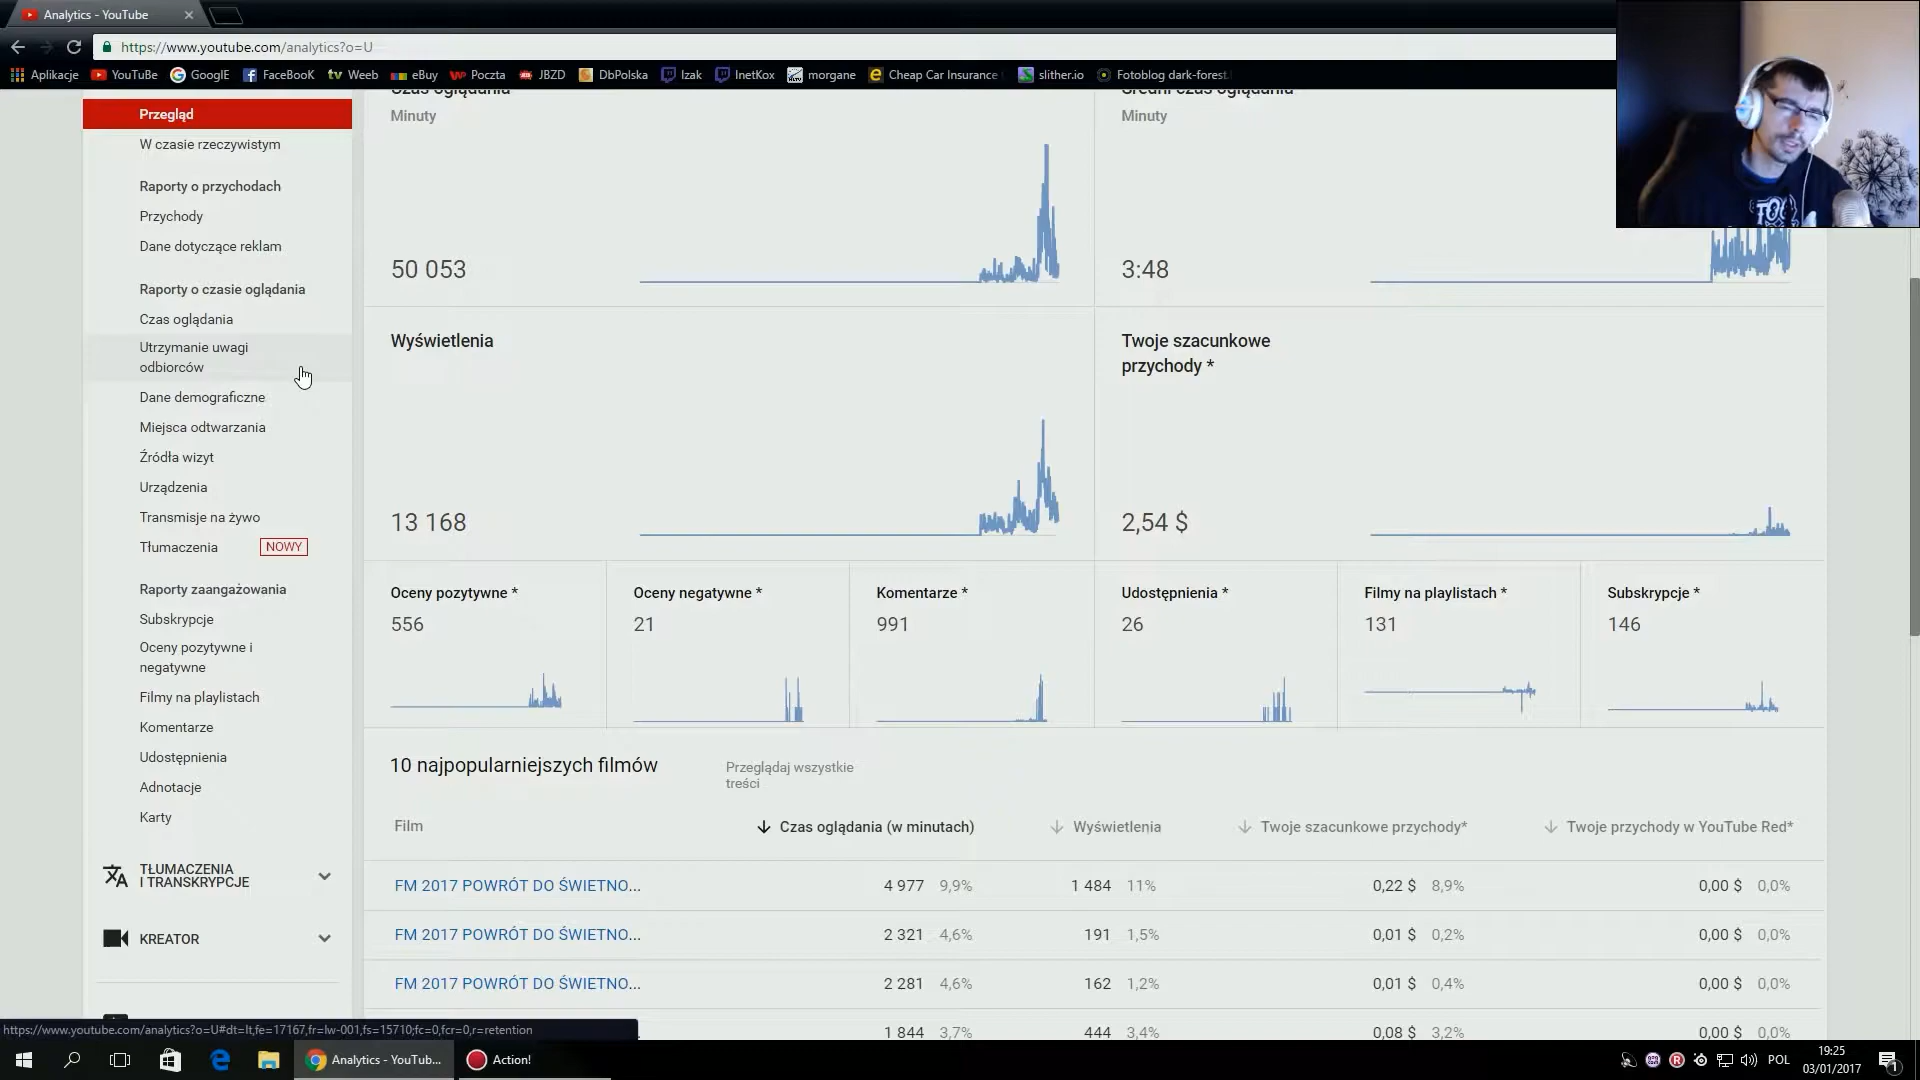 Analytics - YouTube
https://www.youtube.com/analytics?o=U
Aplikacje YouTuBe GooglE FaceBooK Weeb eBuy Poczta JBZD DbPolska Izak InetKox morgane Cheap Car Insurance slither.io Fotoblog dark-forest.
Przegląd
W czasie rzeczywistym
Raporty o przychodach
Przychody
Dane dotyczące reklam
Raporty o czasie oglądania
Czas oglądania
Utrzymanie uwagi
odbiorców
Dane demograficzne
Miejsca odtwarzania
Źródła wizyt
Urządzenia
Transmisje na żywo
Tłumaczenia NOWY
Raporty zaangażowania
Subskrypcje
Oceny pozytywne i
negatywne
Filmy na playlistach
Komentarze
Udostępnienia
Adnotacje
Karty
TŁUMACZENIA
I TRANSKRYPCJE
KREATOR
Czas oglądania
Minuty
50 053
Średni czas oglądania
Minuty
3:48
Wyświetlenia
13 168
Twoje szacunkowe
przychody *
2,54 $
Oceny pozytywne *
556
Oceny negatywne *
21
Komentarze *
991
Udostępnienia *
26
Filmy na playlistach *
131
Subskrypcje *
146
10 najpopularniejszych filmów
Przeglądaj wszystkie
treści
Film Czas oglądania (w minutach) Wyświetlenia Twoje szacunkowe przychody* Twoje przychody w YouTube Red*
FM 2017 POWRÓT DO ŚWIETNO... 4 977 9,9% 1 484 11% 0,22 $ 8,9% 0,00 $ 0,0%
FM 2017 POWRÓT DO ŚWIETNO... 2 321 4,6% 191 1,5% 0,01 $ 0,2% 0,00 $ 0,0%
FM 2017 POWRÓT DO ŚWIETNO... 2 281 4,6% 162 1,2% 0,01 $ 0,4% 0,00 $ 0,0%
1 844 3,7% 444 3,4% 0,08 $ 3,2% 0,00 $ 0,0%
https://www.youtube.com/analytics?o=U#dt=lt,fe=17167,fr=lw-001,fs=15710;fc=0,fcr=0,r=retention
Analytics - YouTub...
Action!
POL
19:25
03/01/2017
1